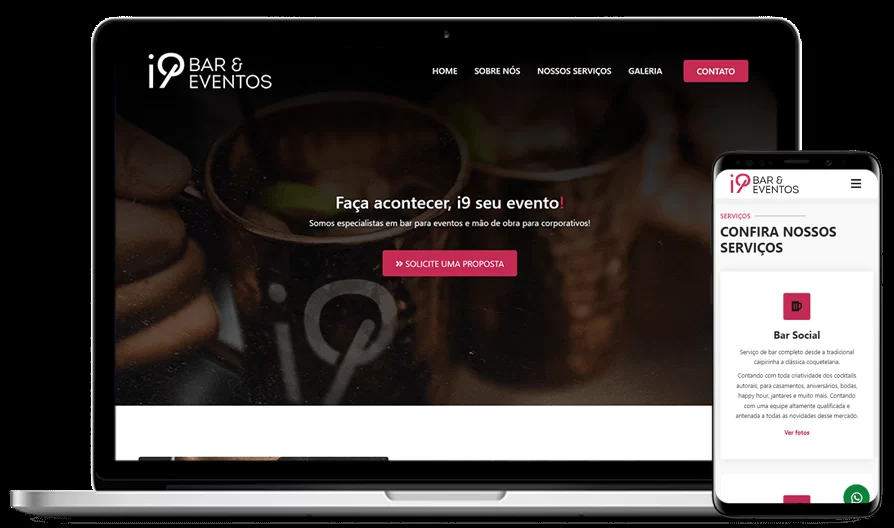 i9 BAR &
EVENTOS
HOME SOBRE NÓS NOSSOS SERVIÇOS GALERIA CONTATO
Faça acontecer, i9 seu evento!
Somos especialistas em bar para eventos e mão de obra para corporativos!
» SOLICITE UMA PROPOSTA
i9
i9 BAR &
EVENTOS
SERVIÇOS
CONFIRA NOSSOS
SERVIÇOS
Bar Social
Serviço de bar completo desde a tradicional
caipirinha a clássica coquetelaria.
Contando com toda criatividade dos cocktails
autorais, para casamentos, aniversários, bodas,
happy hour, jantares e muito mais. Contando
com uma equipe altamente qualificada e
antenada a todas as novidades desse mercado.
Ver fotos